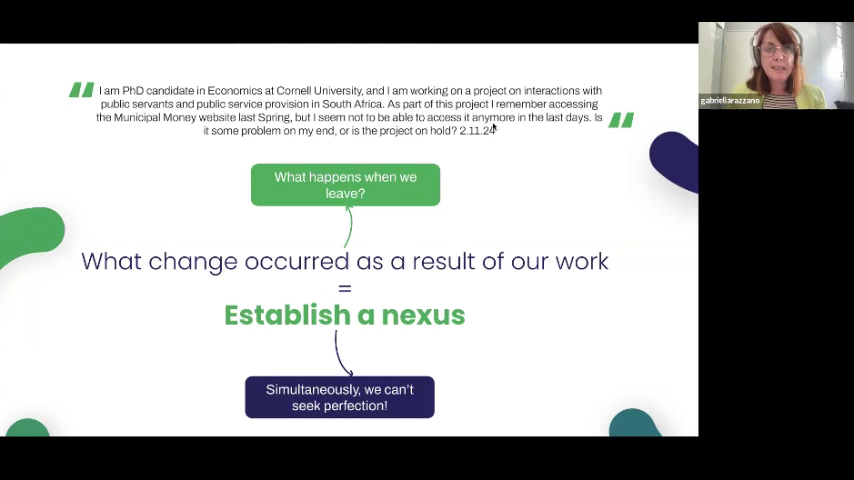 I am PhD candidate in Economics at Cornell University, and I am working on a project on interactions with
public servants and public service provision in South Africa. As part of this project I remember accessing
the Municipal Money website last Spring, but I seem not to be able to access it anymore in the last days. Is
it some problem on my end, or is the project on hold? 2.11.24
What happens when we
leave?
What change occurred as a result of our work
=
Establish a nexus
Simultaneously, we can't
seek perfection!
gabriellarazzano